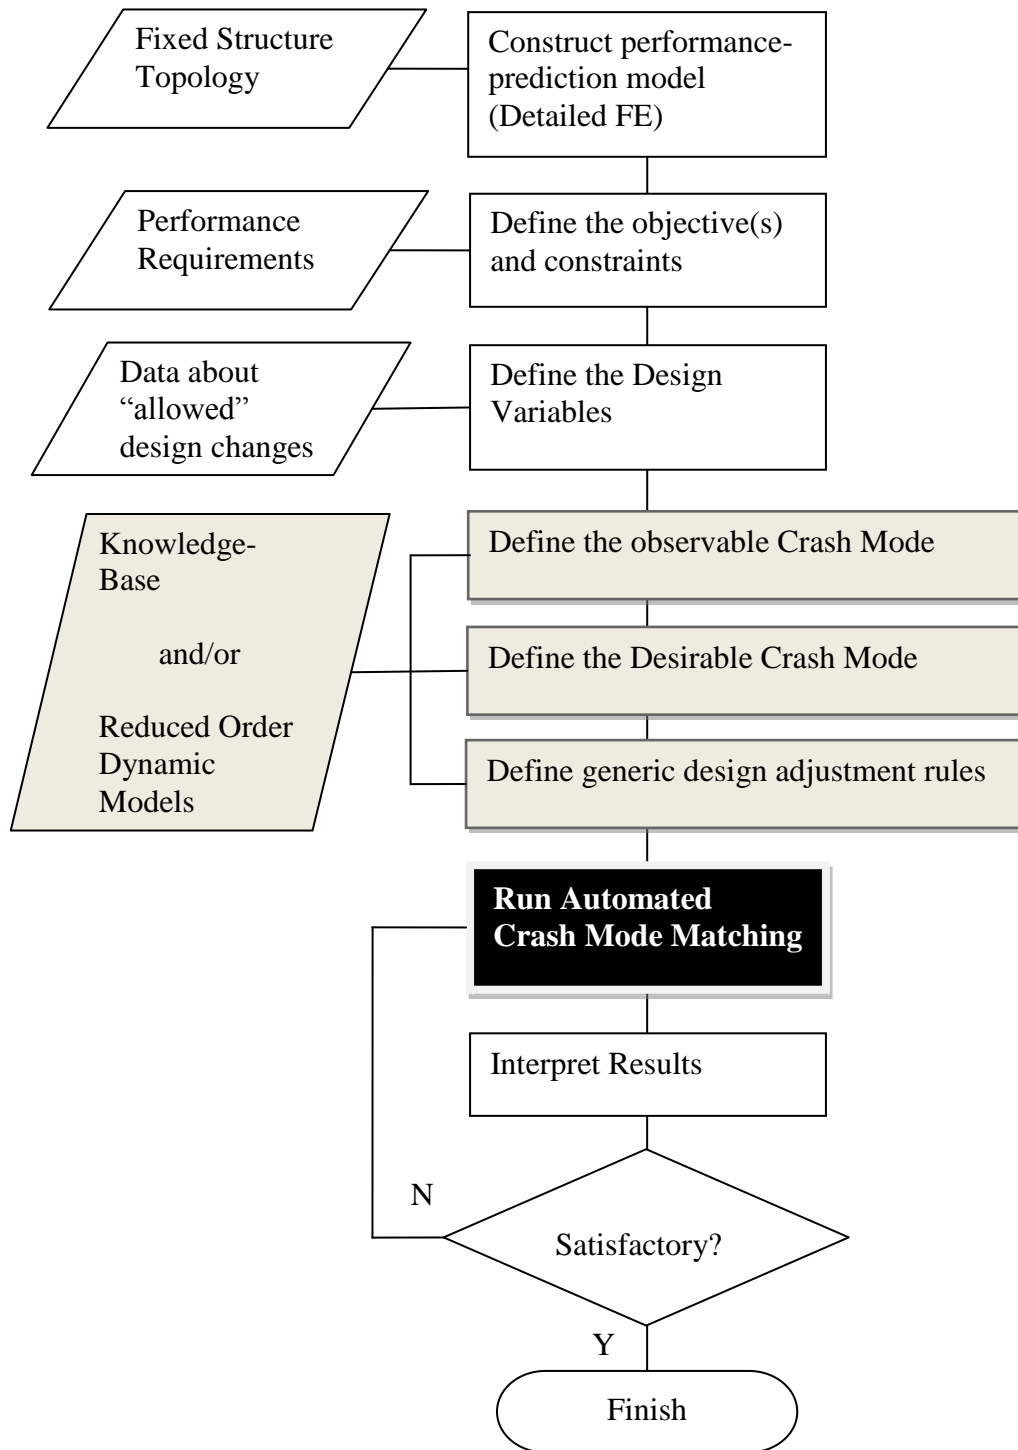 Fixed Structure
Topology
Construct performance-
prediction model
(Detailed FE)
Performance
Requirements
Define the objective(s)
and constraints
Data about
“allowed”
design changes
Define the Design
Variables
Knowledge-
Base
and/or
Reduced Order
Dynamic
Models
Define the observable Crash Mode
Define the Desirable Crash Mode
Define generic design adjustment rules
Run Automated
Crash Mode Matching
Interpret Results
N
Satisfactory?
Y
Finish